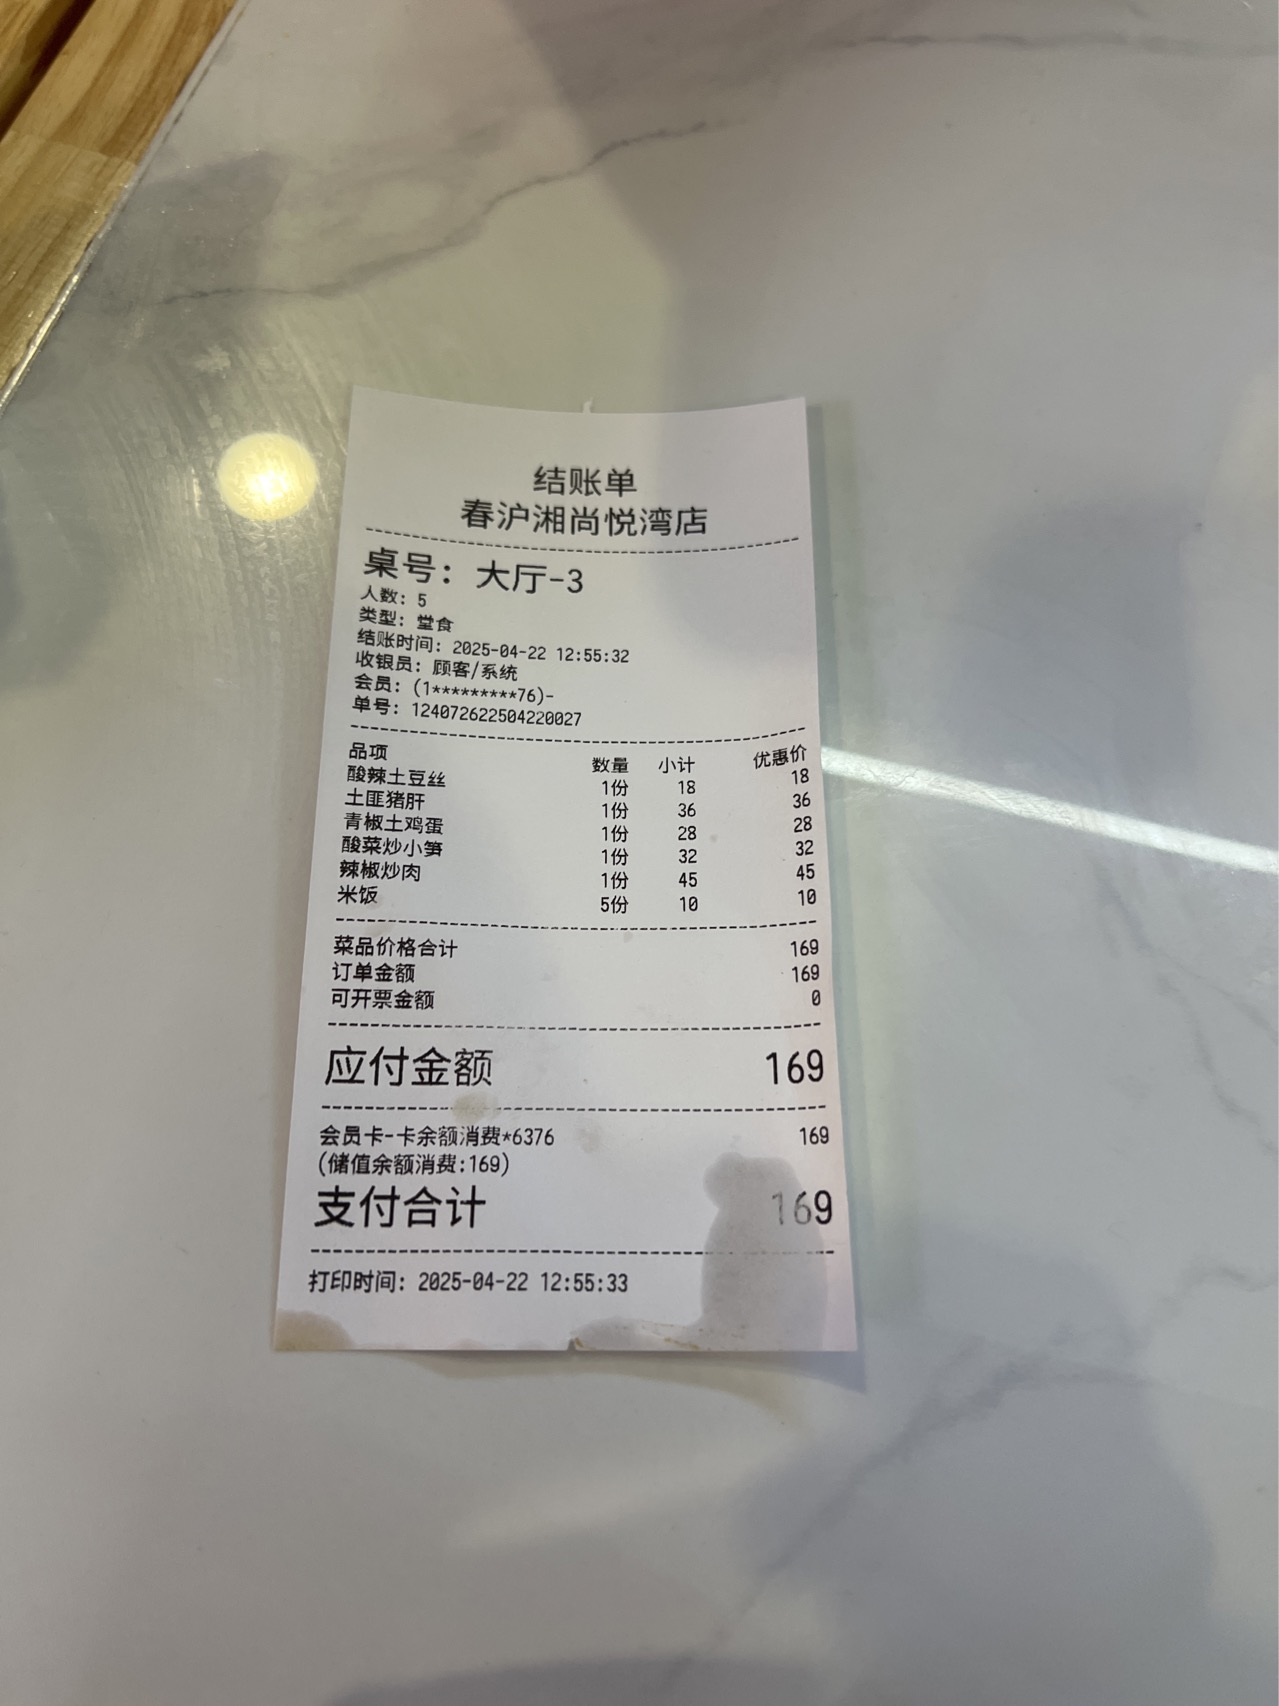 结账单
春沪湘尚悦湾店
桌号：大厅-3
人数：5
类型：堂食
结账时间：2025-04-22 12:55:32
收银员：顾客/系统
会员：(1*********76)-
单号：124072622504220027
品项 数量 小计 优惠价
酸辣土豆丝 1份 18 18
土匪猪肝 1份 36 36
青椒土鸡蛋 1份 28 28
酸菜炒小笋 1份 32 32
辣椒炒肉 1份 45 45
米饭 5份 10 10
菜品价格合计 169
订单金额 169
可开票金额 0
应付金额 169
会员卡-卡余额消费*6376 169
(储值余额消费:169)
支付合计 169
打印时间：2025-04-22 12:55:33